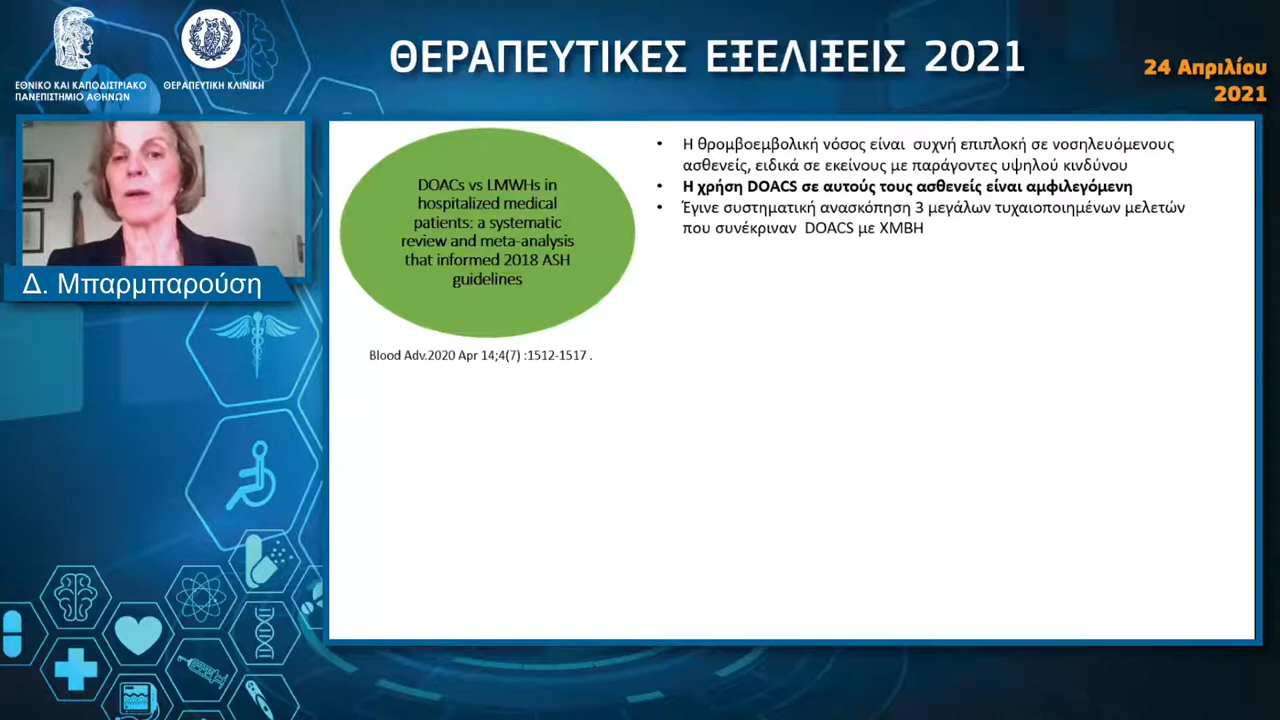 ΕΘΝΙΚΟ ΚΑΙ ΚΑΠΟΔΙΣΤΡΙΑΚΟ
ΠΑΝΕΠΙΣΤΗΜΙΟ ΑΘΗΝΩΝ
ΘΕΡΑΠΕΥΤΙΚΗ ΚΛΙΝΙΚΗ
ΘΕΡΑΠΕΥΤΙΚΕΣ ΕΞΕΛΙΞΕΙΣ 2021
24 Απριλίου
2021
Δ. Μπαρμπαρούση
DOACs vs LMWHs in
hospitalized medical
patients: a systematic
review and meta-analysis
that informed 2018 ASH
guidelines
Blood Adv.2020 Apr 14;4(7) :1512-1517 .
• Η θρομβοεμβολική νόσος είναι συχνή επιπλοκή σε νοσηλευόμενους
ασθενείς, ειδικά σε εκείνους με παράγοντες υψηλού κινδύνου
• Η χρήση DOACS σε αυτούς τους ασθενείς είναι αμφιλεγόμενη
• Έγινε συστηματική ανασκόπηση 3 μεγάλων τυχαιοποιημένων μελετών
που συνέκριναν DOACS με ΧΜΒΗ